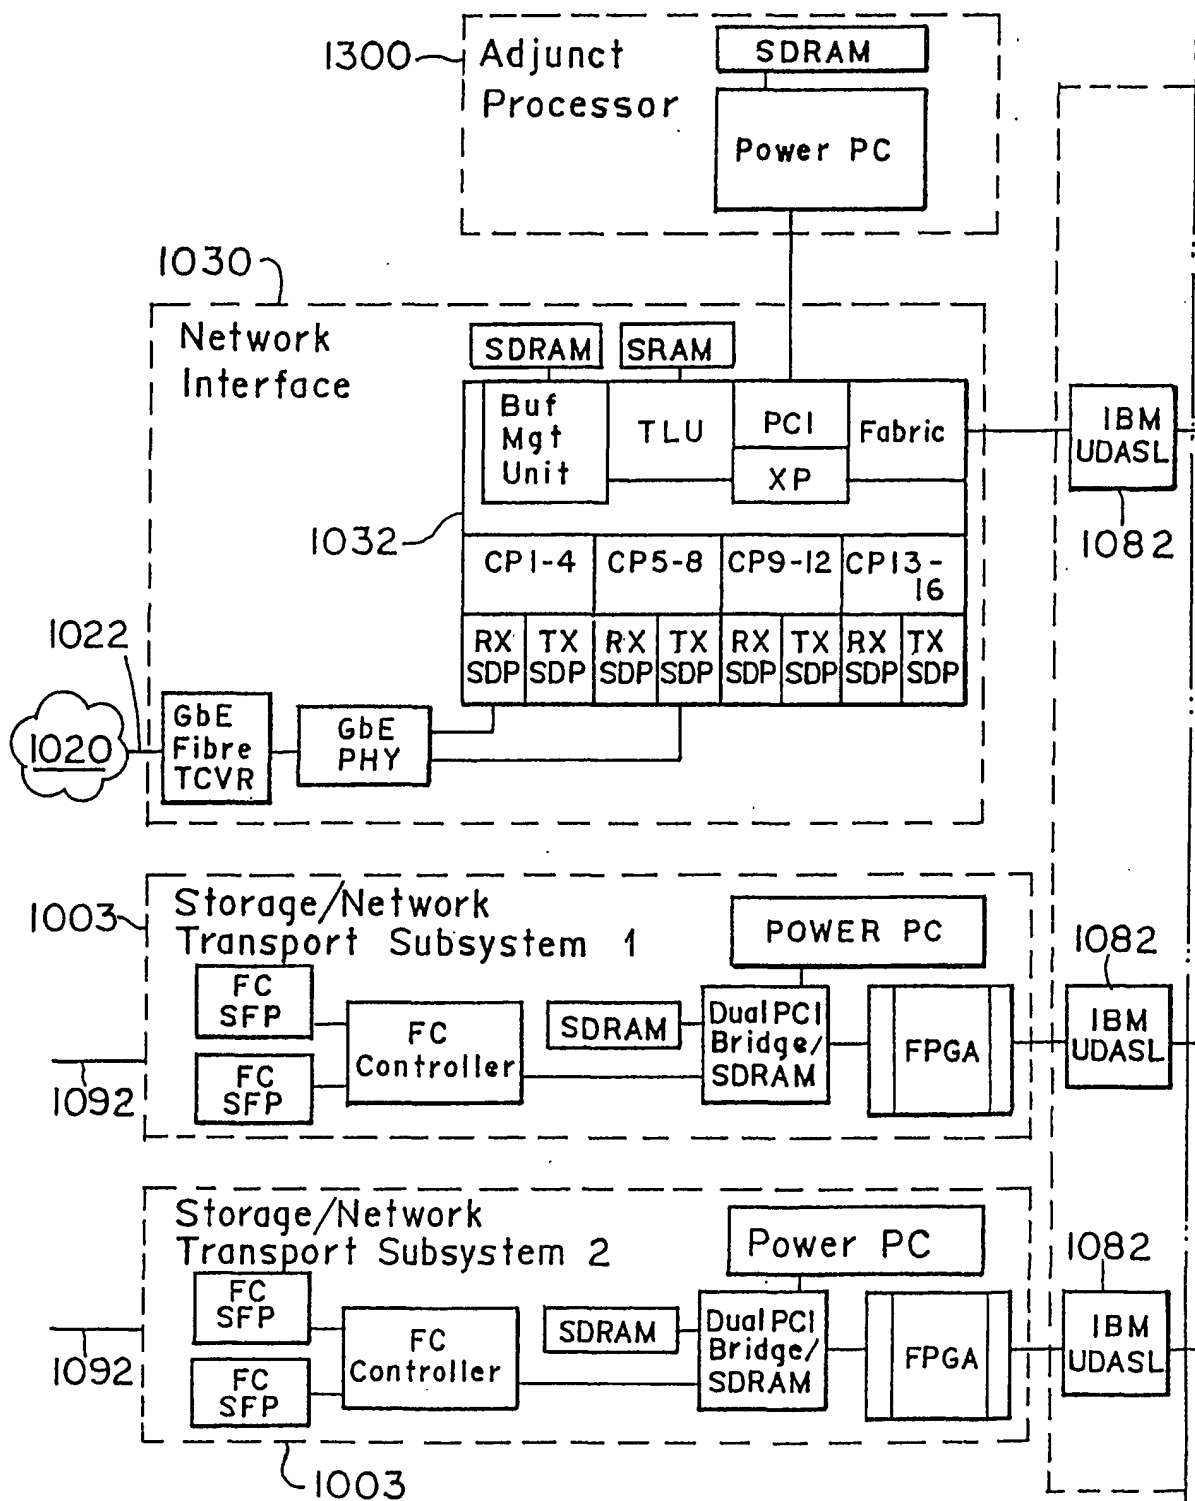 1300
Adjunct
Processor
SDRAM
Power PC
1030
Network
Interface
SDRAM
SRAM
Buf
Mgt
Unit
TLU
PCI
XP
Fabric
IBM
UDASL
1082
1032
CP1-4
CP5-8
CP9-12
CP13-
16
RX
SDP
TX
SDP
RX
SDP
TX
SDP
RX
SDP
TX
SDP
RX
SDP
TX
SDP
1022
1020
GbE
Fibre
TCVR
GbE
PHY
1003
Storage/Network
Transport Subsystem 1
POWER PC
FC
SFP
FC
SFP
FC
Controller
SDRAM
Dual PCI
Bridge/
SDRAM
FPGA
1082
IBM
UDASL
1092
Storage/Network
Transport Subsystem 2
Power PC
FC
SFP
FC
SFP
FC
Controller
SDRAM
Dual PCI
Bridge/
SDRAM
FPGA
1082
IBM
UDASL
1092
1003